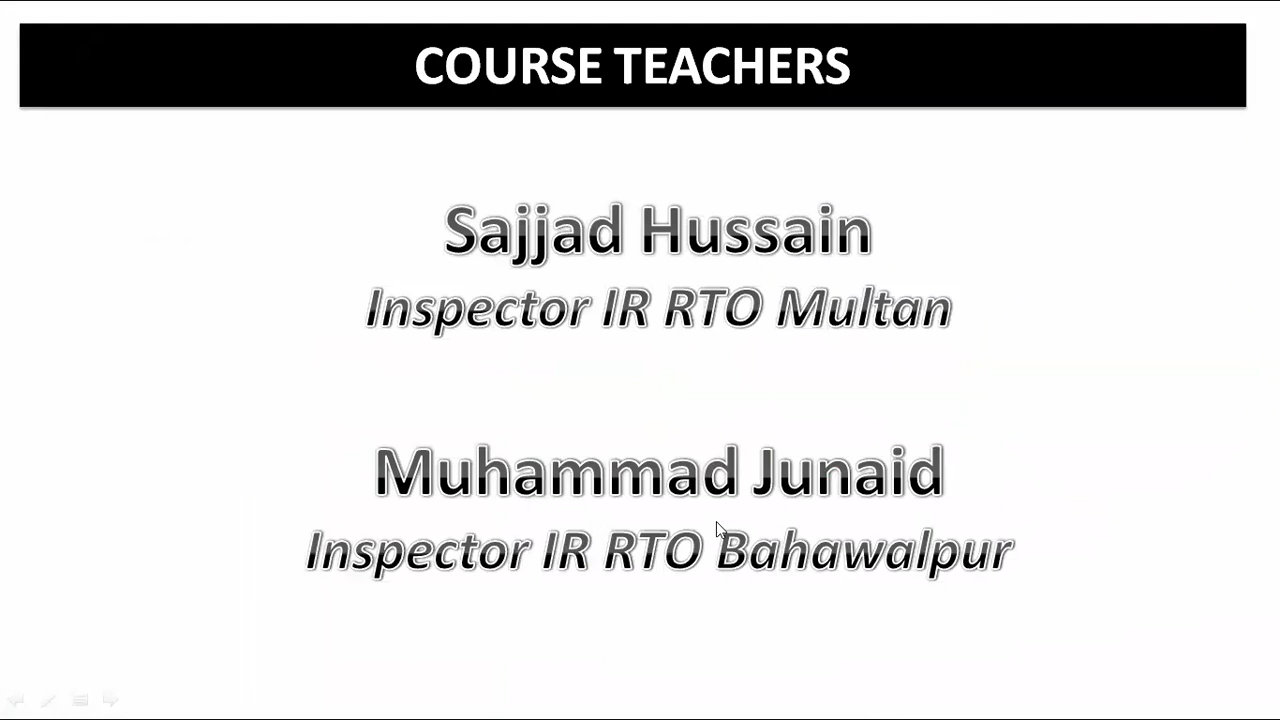 COURSE TEACHERS
Sajjad Hussain
Inspector IR RTO Multan
Muhammad Junaid
Inspector IR RTO Bahawalpur